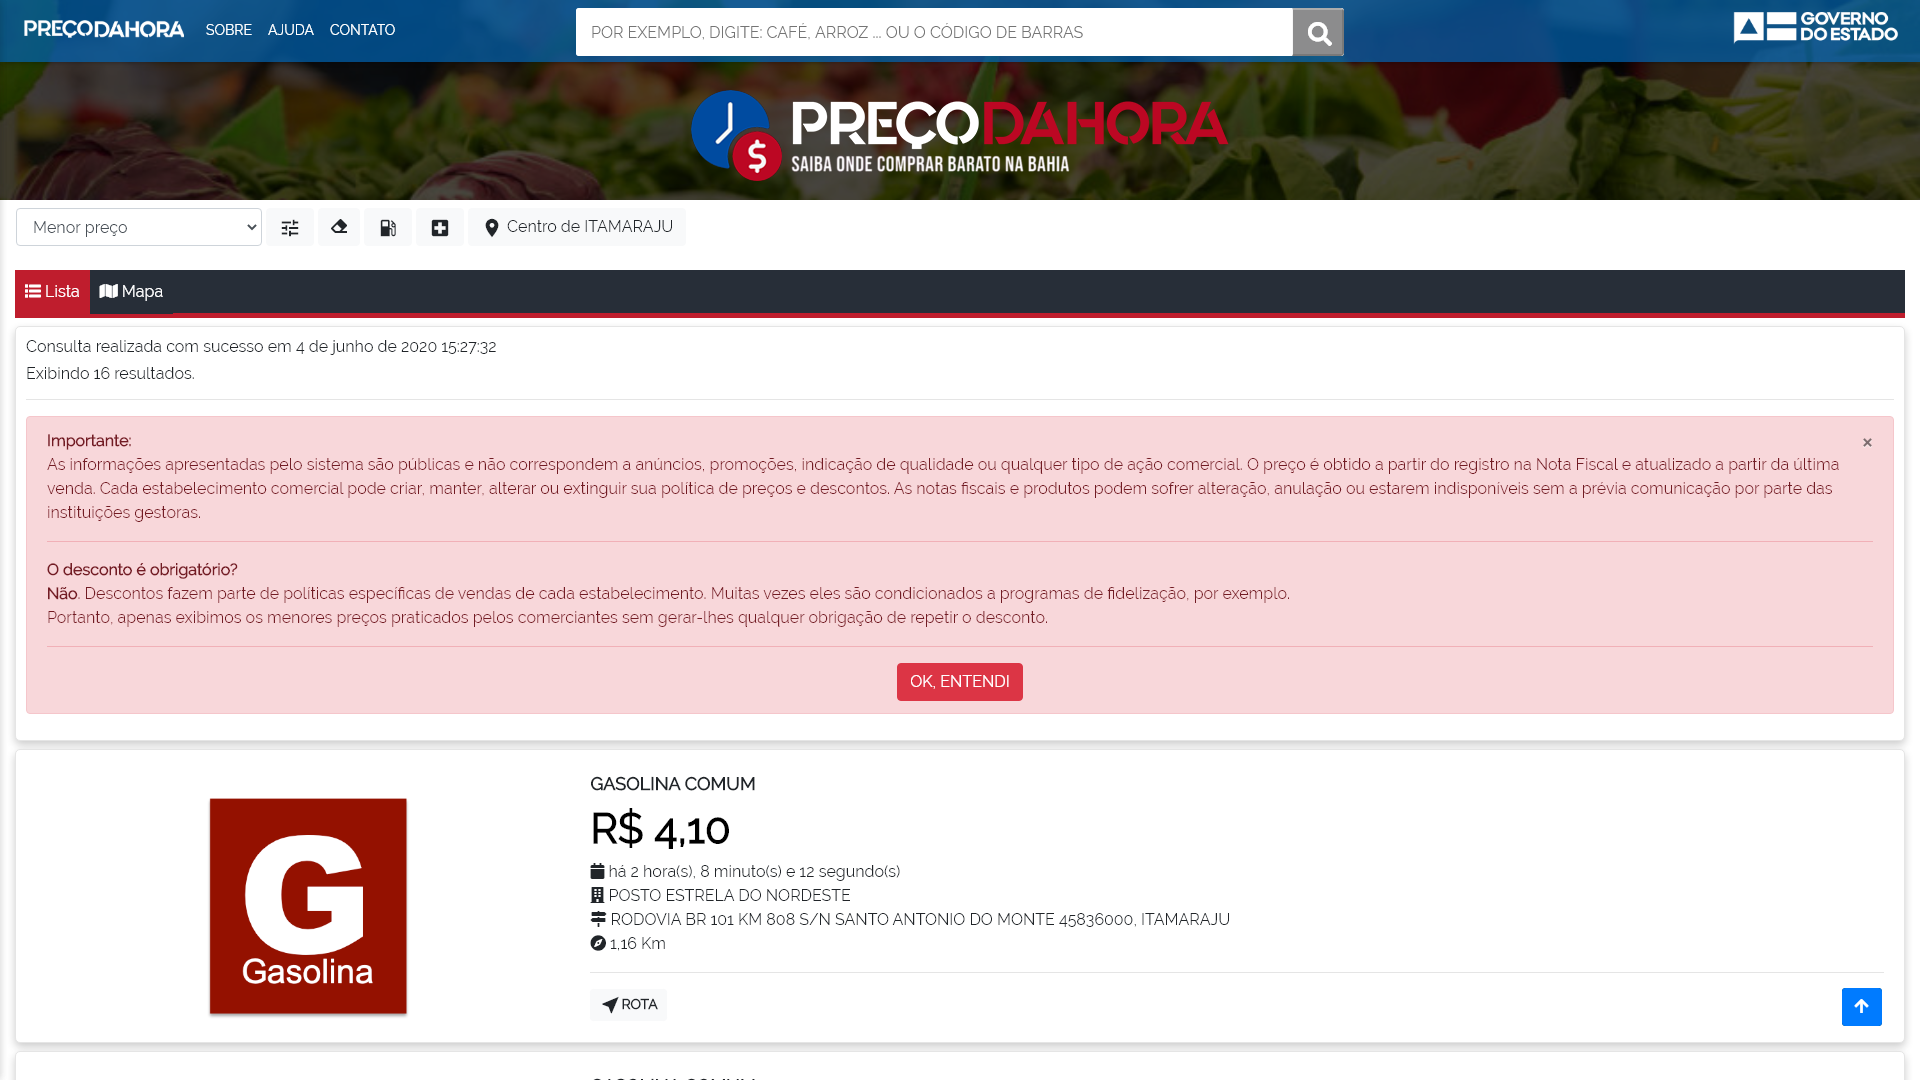 PREÇODAHORA SOBRE AJUDA CONTATO
POR EXEMPLO, DIGITE: CAFÉ, ARROZ ... OU O CÓDIGO DE BARRAS
GOVERNO
DO ESTADO
PREÇODAHORA
$ SAIBA ONDE COMPRAR BARATO NA BAHIA
Menor preço
Centro de ITAMARAJU
Lista Mapa
Consulta realizada com sucesso em 4 de junho de 2020 15:27:32
Exibindo 16 resultados.
Importante: ×
As informações apresentadas pelo sistema são públicas e não correspondem a anúncios, promoções, indicação de qualidade ou qualquer tipo de ação comercial. O preço é obtido a partir do registro na Nota Fiscal e atualizado a partir da última
venda. Cada estabelecimento comercial pode criar, manter, alterar ou extinguir sua política de preços e descontos. As notas fiscais e produtos podem sofrer alteração, anulação ou estarem indisponíveis sem a prévia comunicação por parte das
instituições gestoras.
O desconto é obrigatório?
Não. Descontos fazem parte de políticas específicas de vendas de cada estabelecimento. Muitas vezes eles são condicionados a programas de fidelização, por exemplo.
Portanto, apenas exibimos os menores preços praticados pelos comerciantes sem gerar-lhes qualquer obrigação de repetir o desconto.
OK, ENTENDI
G
Gasolina
GASOLINA COMUM
R$ 4,10
há 2 hora(s), 8 minuto(s) e 12 segundo(s)
POSTO ESTRELA DO NORDESTE
RODOVIA BR 101 KM 808 S/N SANTO ANTONIO DO MONTE 45836000, ITAMARAJU
1,16 Km
ROTA